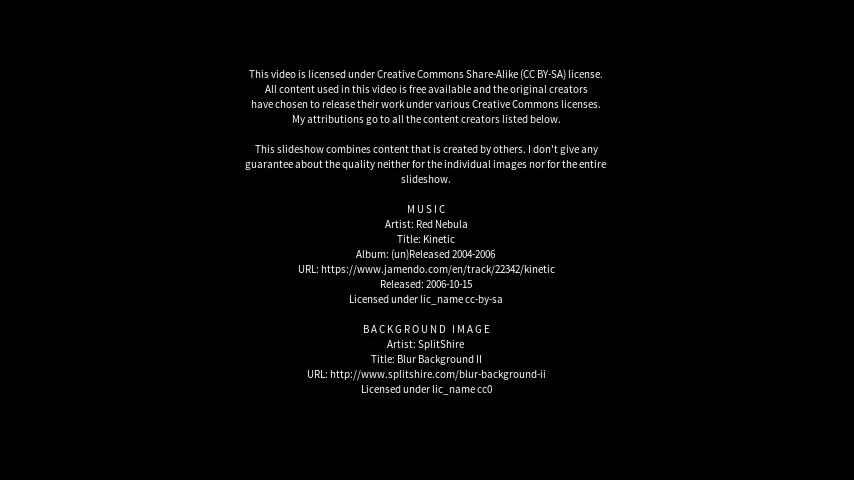 This video is licensed under Creative Commons Share-Alike (CC BY-SA) license.
All content used in this video is free available and the original creators
have chosen to release their work under various Creative Commons licenses.
My attributions go to all the content creators listed below.
This slideshow combines content that is created by others. I don't give any
guarantee about the quality neither for the individual images nor for the entire
slideshow.
MUSIC
Artist: Red Nebula
Title: Kinetic
Album: (un)Released 2004-2006
URL: https://www.jamendo.com/en/track/22342/kinetic
Released: 2006-10-15
Licensed under lic_name cc-by-sa
BACKGROUND IMAGE
Artist: SplitShire
Title: Blur Background II
URL: http://www.splitshire.com/blur-background-ii
Licensed under lic_name cc0